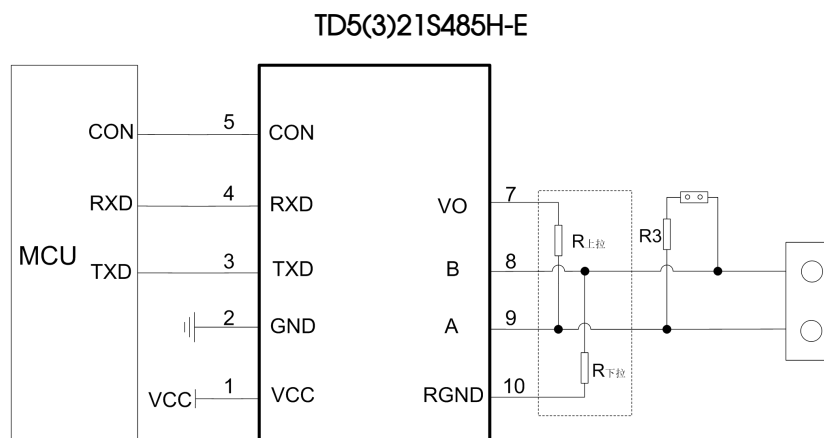 TD5(3)21S485H-E
CON 5 CON
RXD 4 RXD
VO 7
R上拉
R3
MCU
TXD 3 TXD
B 8
GND 2
A 9
R下拉
VCC 1 VCC
RGND 10